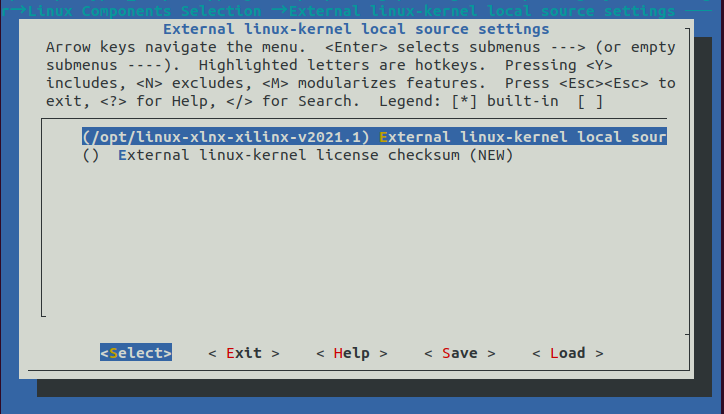 r→Linux Components Selection →External linux-kernel local source settings
External linux-kernel local source settings
Arrow keys navigate the menu.  <Enter> selects submenus ---> (or empty
submenus ----).  Highlighted letters are hotkeys.  Pressing <Y>
includes, <N> excludes, <M> modularizes features.  Press <Esc><Esc> to
exit, <?> for Help, </> for Search.  Legend: [*] built-in  [ ]
(/opt/linux-xlnx-xilinx-v2021.1) External linux-kernel local sour
()  External linux-kernel license checksum (NEW)
<Select>    < Exit >    < Help >    < Save >    < Load >